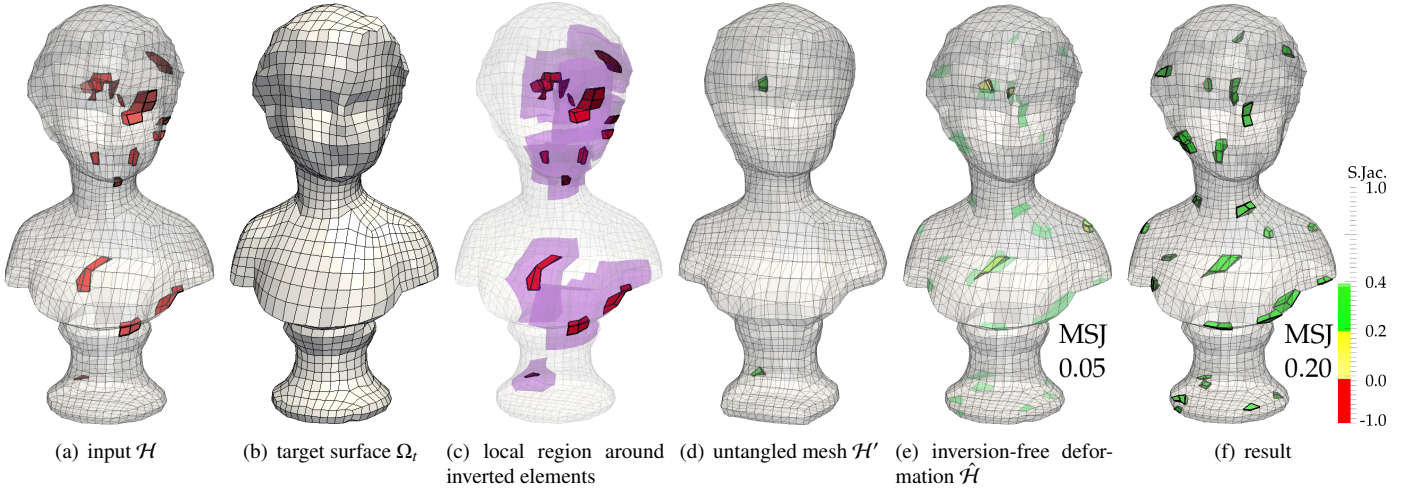 S.Jac.
1.0
0.4
0.2
0.0
-1.0
MSJ
0.05
MSJ
0.20
(a) input ℋ
(b) target surface Ωₜ
(c) local region around
inverted elements
(d) untangled mesh ℋ′
(e) inversion-free defor-
mation ℋ̂
(f) result